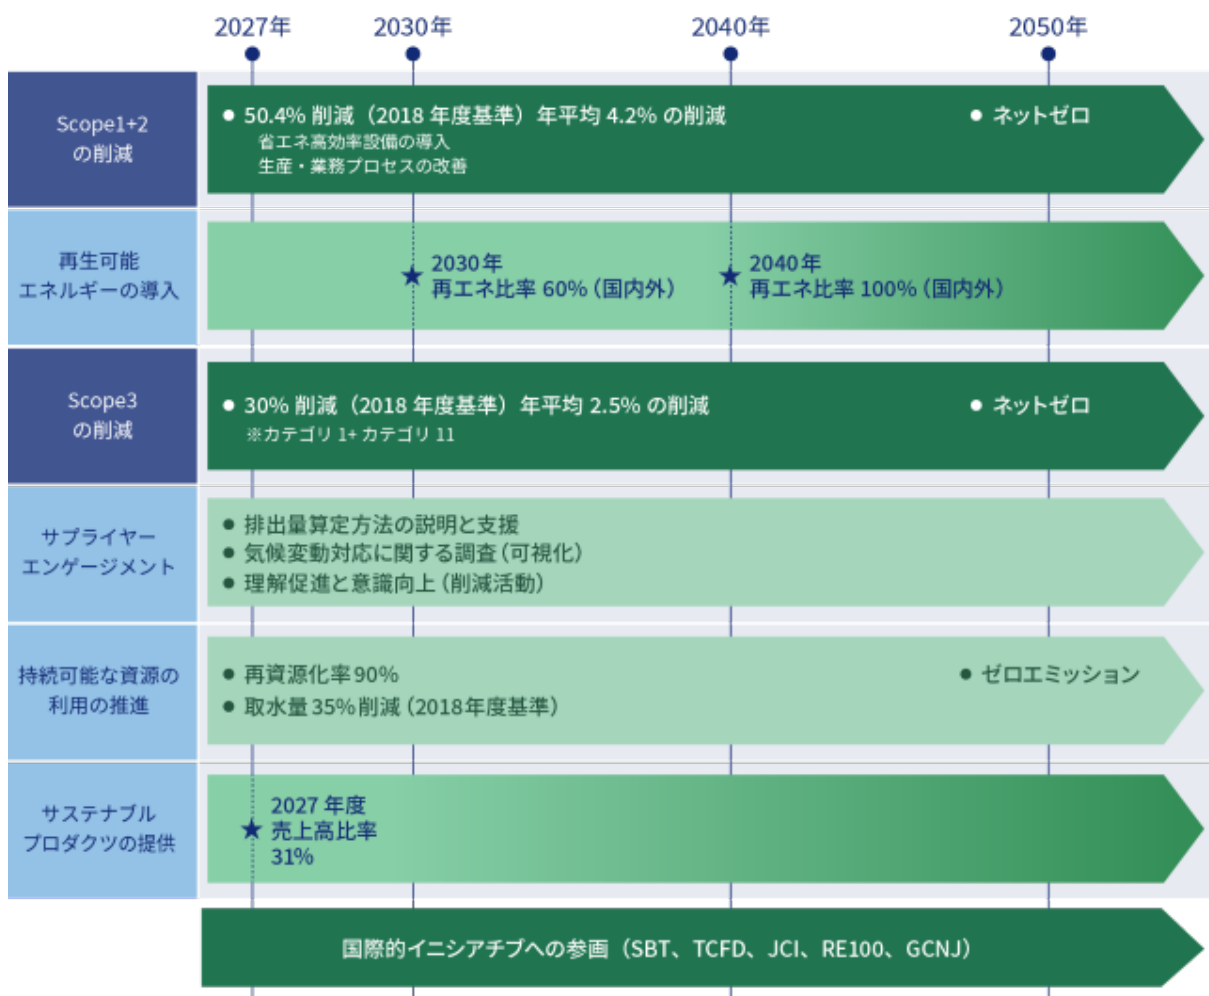 2027年
2030年
2040年
2050年
Scope1+2
の削減
● 50.4% 削減（2018 年度基準）年平均 4.2% の削減
省エネ高効率設備の導入
生産・業務プロセスの改善
● ネットゼロ
再生可能
エネルギーの導入
★ 2030年
再エネ比率 60%（国内外）
★ 2040年
再エネ比率 100%（国内外）
Scope3
の削減
● 30% 削減（2018 年度基準）年平均 2.5% の削減
※カテゴリ 1+ カテゴリ 11
● ネットゼロ
サプライヤー
エンゲージメント
● 排出量算定方法の説明と支援
● 気候変動対応に関する調査（可視化）
● 理解促進と意識向上（削減活動）
持続可能な資源の
利用の推進
● 再資源化率90%
● 取水量35%削減（2018年度基準）
● ゼロエミッション
サステナブル
プロダクツの提供
★ 2027 年度
売上高比率
31%
国際的イニシアチブへの参画（SBT、TCFD、JCI、RE100、GCNJ）